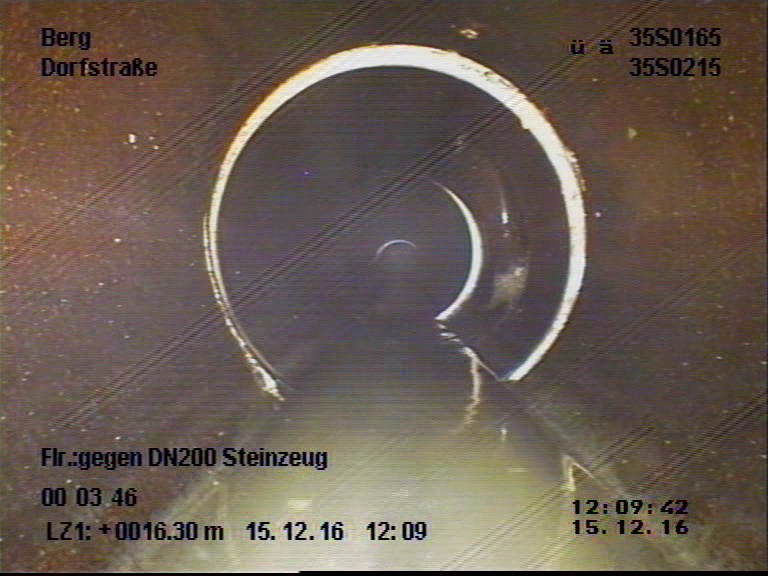 Berg
ü ä 35S0165
Dorfstraße
35S0215
Flr.:gegen DN200 Steinzeug
00 03 46
LZ1: +0016.30 m 15.12.16 12:09
12:09:42
15.12.16